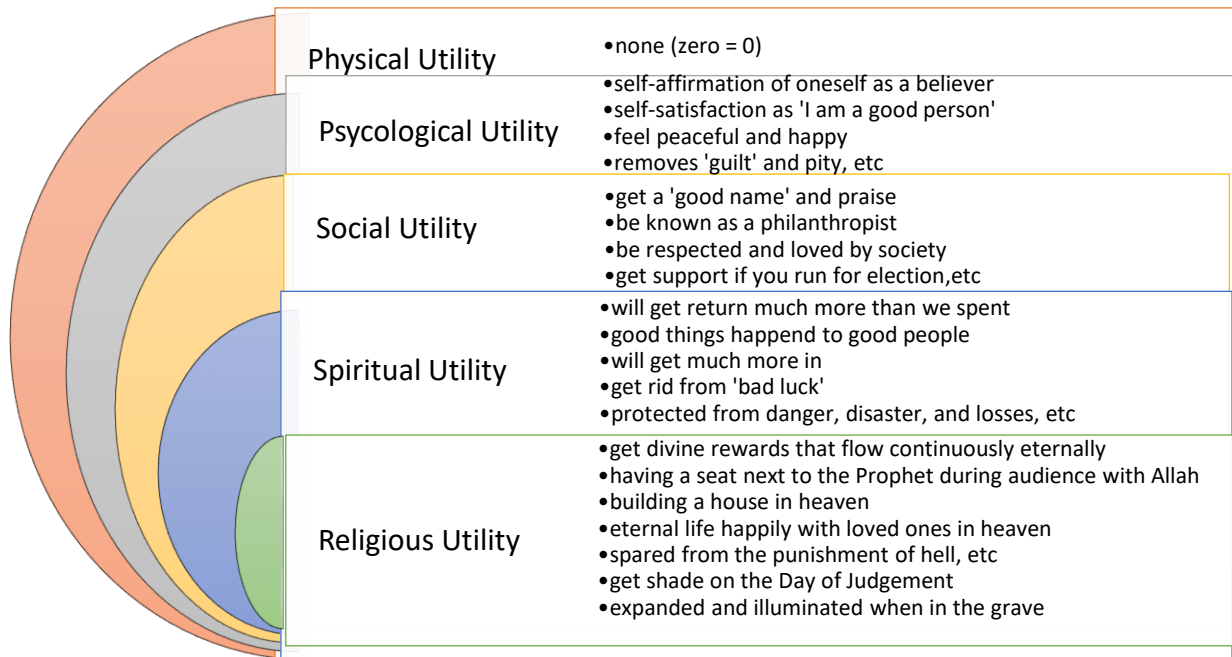 Physical Utility
•none (zero = 0)
Psycological Utility
•self-affirmation of oneself as a believer
•self-satisfaction as 'I am a good person'
•feel peaceful and happy
•removes 'guilt' and pity, etc
Social Utility
•get a 'good name' and praise
•be known as a philanthropist
•be respected and loved by society
•get support if you run for election,etc
Spiritual Utility
•will get return much more than we spent
•good things happend to good people
•will get much more in
•get rid from 'bad luck'
•protected from danger, disaster, and losses, etc
Religious Utility
•get divine rewards that flow continuously eternally
•having a seat next to the Prophet during audience with Allah
•building a house in heaven
•eternal life happily with loved ones in heaven
•spared from the punishment of hell, etc
•get shade on the Day of Judgement
•expanded and illuminated when in the grave